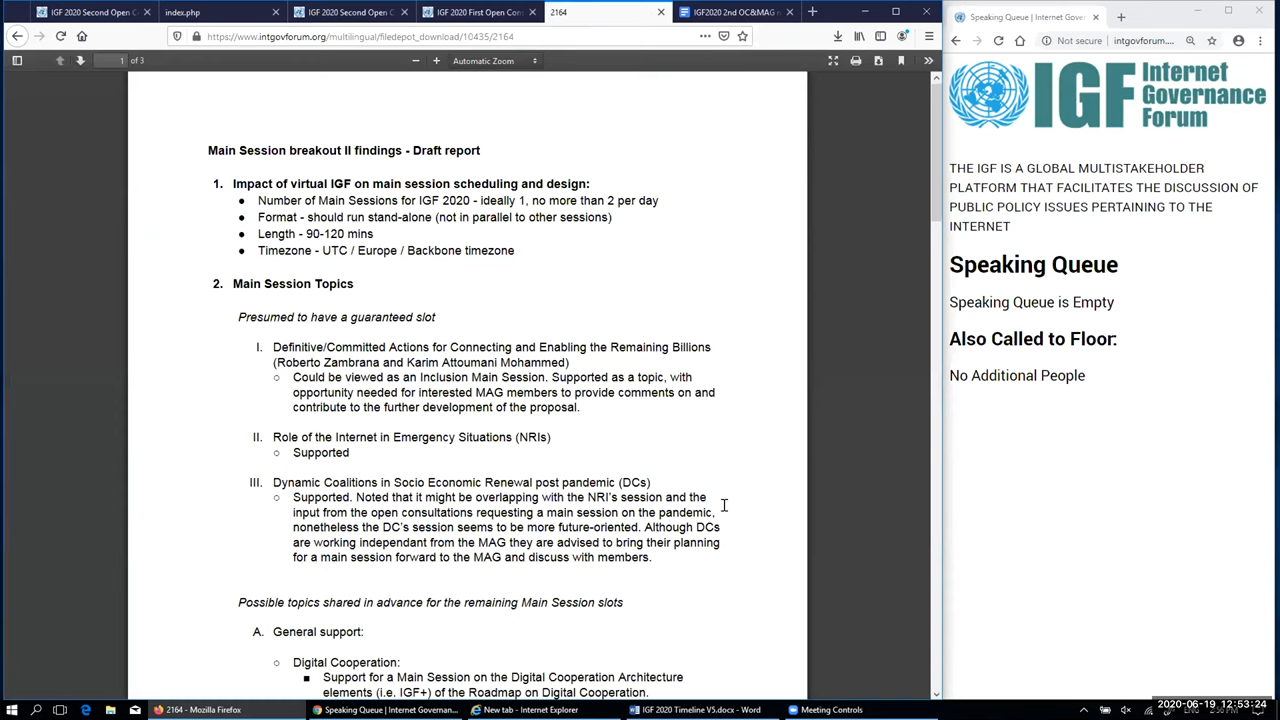 IGF 2020 Second Open C
index.php
IGF 2020 Second Open C
IGF 2020 First Open Con
2164
IGF2020 2nd OC&MAG
Speaking Queue | Internet Gover
https://www.intgovforum.org/multilingual/filedepot_download/10435/2164
Not secure
intgovforum....
1 of 3
Automatic Zoom
IGF Internet
Governance
Forum
Main Session breakout II findings - Draft report
1. Impact of virtual IGF on main session scheduling and design:
● Number of Main Sessions for IGF 2020 - ideally 1, no more than 2 per day
● Format - should run stand-alone (not in parallel to other sessions)
● Length - 90-120 mins
● Timezone - UTC / Europe / Backbone timezone
2. Main Session Topics
Presumed to have a guaranteed slot
I. Definitive/Committed Actions for Connecting and Enabling the Remaining Billions
(Roberto Zambrana and Karim Attoumani Mohammed)
○ Could be viewed as an Inclusion Main Session. Supported as a topic, with
opportunity needed for interested MAG members to provide comments on and
contribute to the further development of the proposal.
II. Role of the Internet in Emergency Situations (NRIs)
○ Supported
III. Dynamic Coalitions in Socio Economic Renewal post pandemic (DCs)
○ Supported. Noted that it might be overlapping with the NRI's session and the
input from the open consultations requesting a main session on the pandemic,
nonetheless the DC's session seems to be more future-oriented. Although DCs
are working independant from the MAG they are advised to bring their planning
for a main session forward to the MAG and discuss with members.
Possible topics shared in advance for the remaining Main Session slots
A. General support:
○ Digital Cooperation:
■ Support for a Main Session on the Digital Cooperation Architecture
elements (i.e. IGF+) of the Roadmap on Digital Cooperation.
THE IGF IS A GLOBAL MULTISTAKEHOLDER
PLATFORM THAT FACILITATES THE DISCUSSION OF
PUBLIC POLICY ISSUES PERTAINING TO THE
INTERNET
Speaking Queue
Speaking Queue is Empty
Also Called to Floor:
No Additional People
2164 - Mozilla Firefox
Speaking Queue | Internet Governa...
New tab - Internet Explorer
IGF 2020 Timeline V5.docx - Word
Meeting Controls
2020-06-19 12:53:24